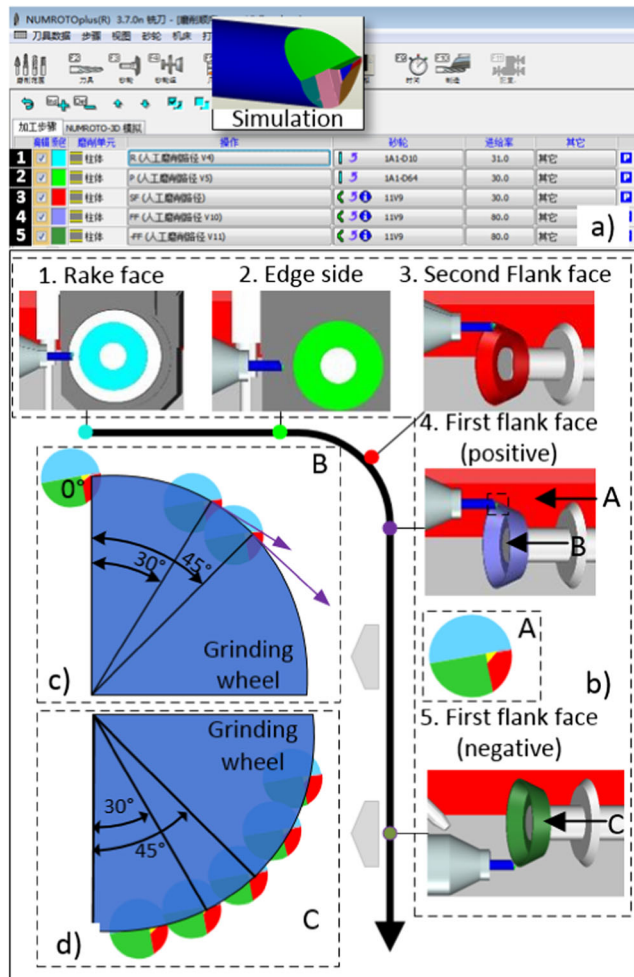 NUMROTOplus(R) 3.7.0n 铣刀 - [磨削顺
刀具数据 步骤 视图 砂轮 机床
Simulation
加工步骤 NUMROTO-3D 模拟
磨削单元 操作 砂轮 进给率 其它
1 柱体 R (人工磨削路径 V4) 1A1-D10 31.0 其它
2 柱体 P (人工磨削路径 V5) 1A1-D64 30.0 其它
3 柱体 SF (人工磨削路径) 11V9 30.0 其它
4 柱体 FF (人工磨削路径 V10) 11V9 80.0 其它
5 柱体 -FF (人工磨削路径 V11) 11V9 80.0 其它
a)
1. Rake face
2. Edge side
3. Second Flank face
4. First flank face
(positive)
A
B
B
0°
30°
45°
Grinding
wheel
c)
A
b)
5. First flank face
(negative)
C
Grinding
wheel
30°
45°
C
d)